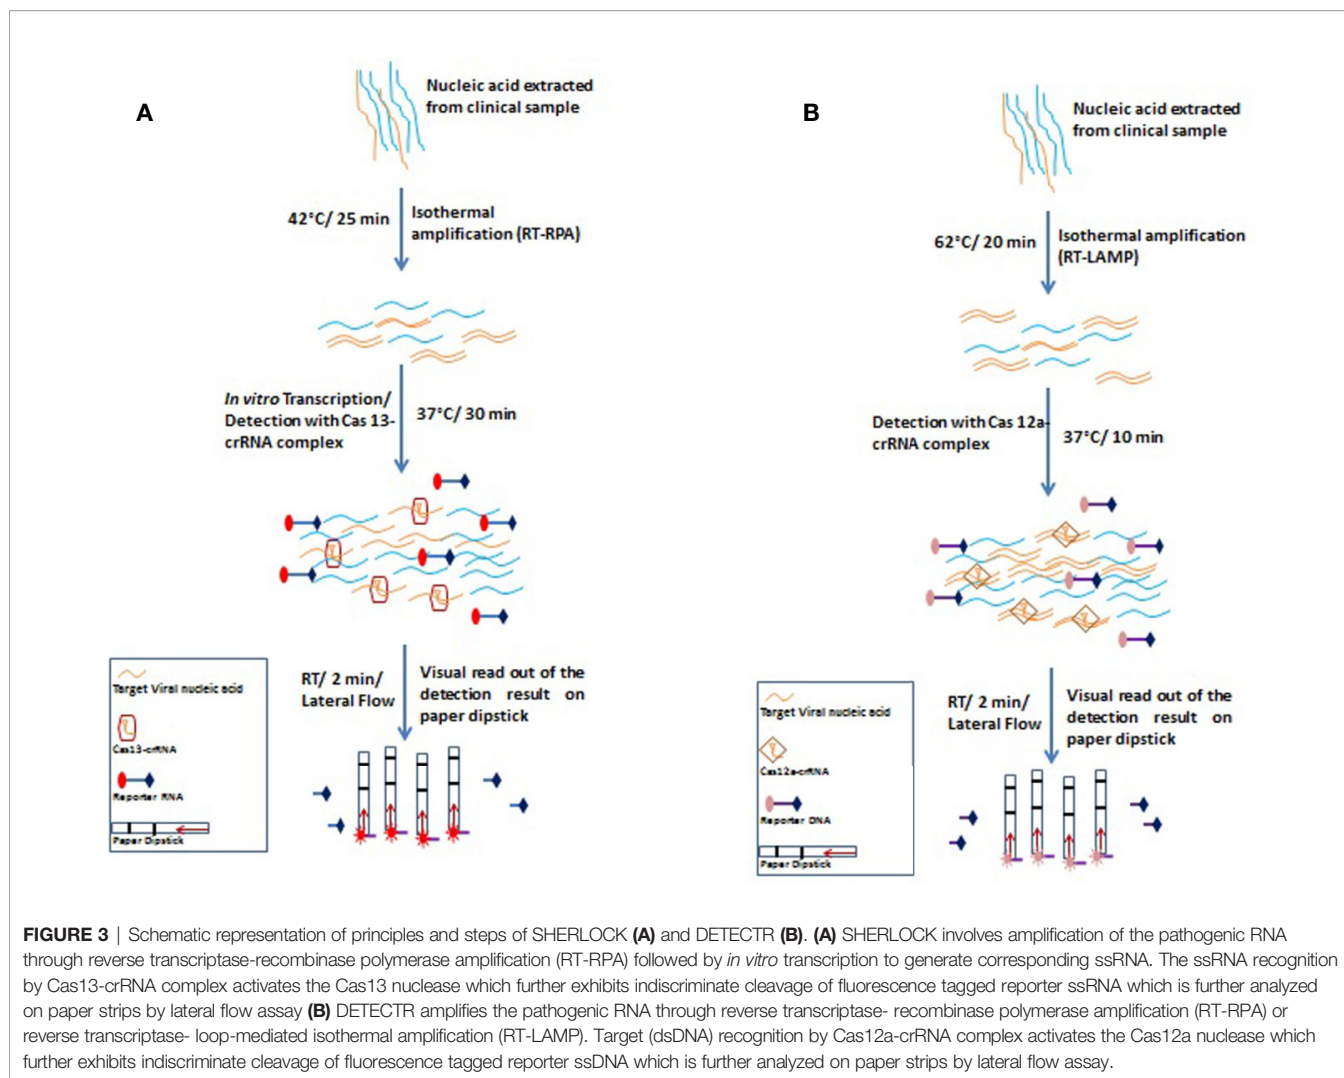 A
Nucleic acid extracted
from clinical sample
42°C/ 25 min
Isothermal
amplification (RT-RPA)
In vitro Transcription/
Detection with Cas 13-
crRNA complex
37°C/ 30 min
RT/ 2 min/
Lateral Flow
Visual read out of the
detection result on
paper dipstick
Target Viral nucleic acid
Cas13-crRNA
Reporter RNA
Paper Dipstick
B
Nucleic acid extracted
from clinical sample
62°C/ 20 min
Isothermal amplification
(RT-LAMP)
Detection with Cas 12a-
crRNA complex
37°C/ 10 min
RT/ 2 min/
Lateral Flow
Visual read out of the
detection result on
paper dipstick
Target Viral nucleic acid
Cas12a-crRNA
Reporter DNA
Paper Dipstick
FIGURE 3 | Schematic representation of principles and steps of SHERLOCK (A) and DETECTR (B). (A) SHERLOCK involves amplification of the pathogenic RNA
through reverse transcriptase-recombinase polymerase amplification (RT-RPA) followed by in vitro transcription to generate corresponding ssRNA. The ssRNA recognition
by Cas13-crRNA complex activates the Cas13 nuclease which further exhibits indiscriminate cleavage of fluorescence tagged reporter ssRNA which is further analyzed
on paper strips by lateral flow assay (B) DETECTR amplifies the pathogenic RNA through reverse transcriptase- recombinase polymerase amplification (RT-RPA) or
reverse transcriptase- loop-mediated isothermal amplification (RT-LAMP). Target (dsDNA) recognition by Cas12a-crRNA complex activates the Cas12a nuclease which
further exhibits indiscriminate cleavage of fluorescence tagged reporter ssDNA which is further analyzed on paper strips by lateral flow assay.